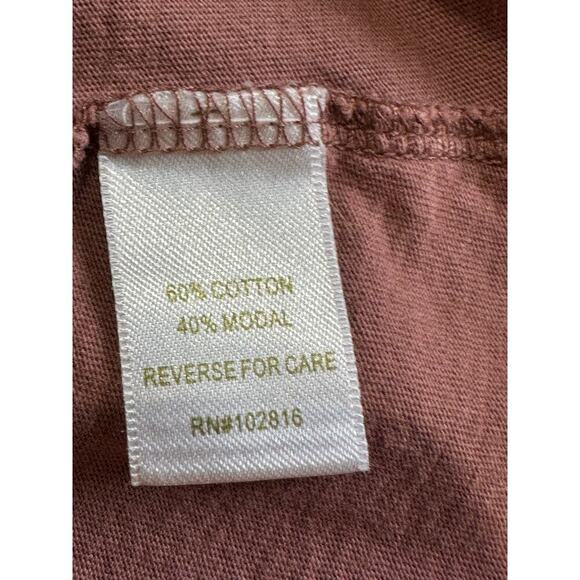 60% COTTON
40% MODAL
REVERSE FOR CARE
RN#102816